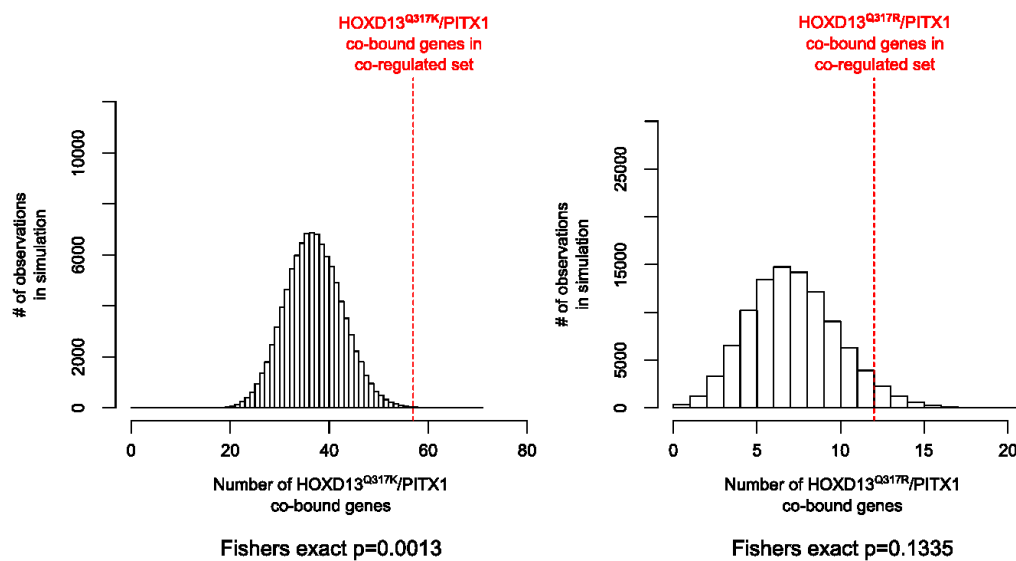 HOXD13Q317K/PITX1
co-bound genes in
co-regulated set
# of observations
in simulation
10000
6000
2000
0
0
20
40
60
80
Number of HOXD13Q317K/PITX1
co-bound genes
Fishers exact p=0.0013
HOXD13Q317R/PITX1
co-bound genes in
co-regulated set
# of observations
in simulation
25000
15000
5000
0
0
5
10
15
20
Number of HOXD13Q317R/PITX1
co-bound genes
Fishers exact p=0.1335